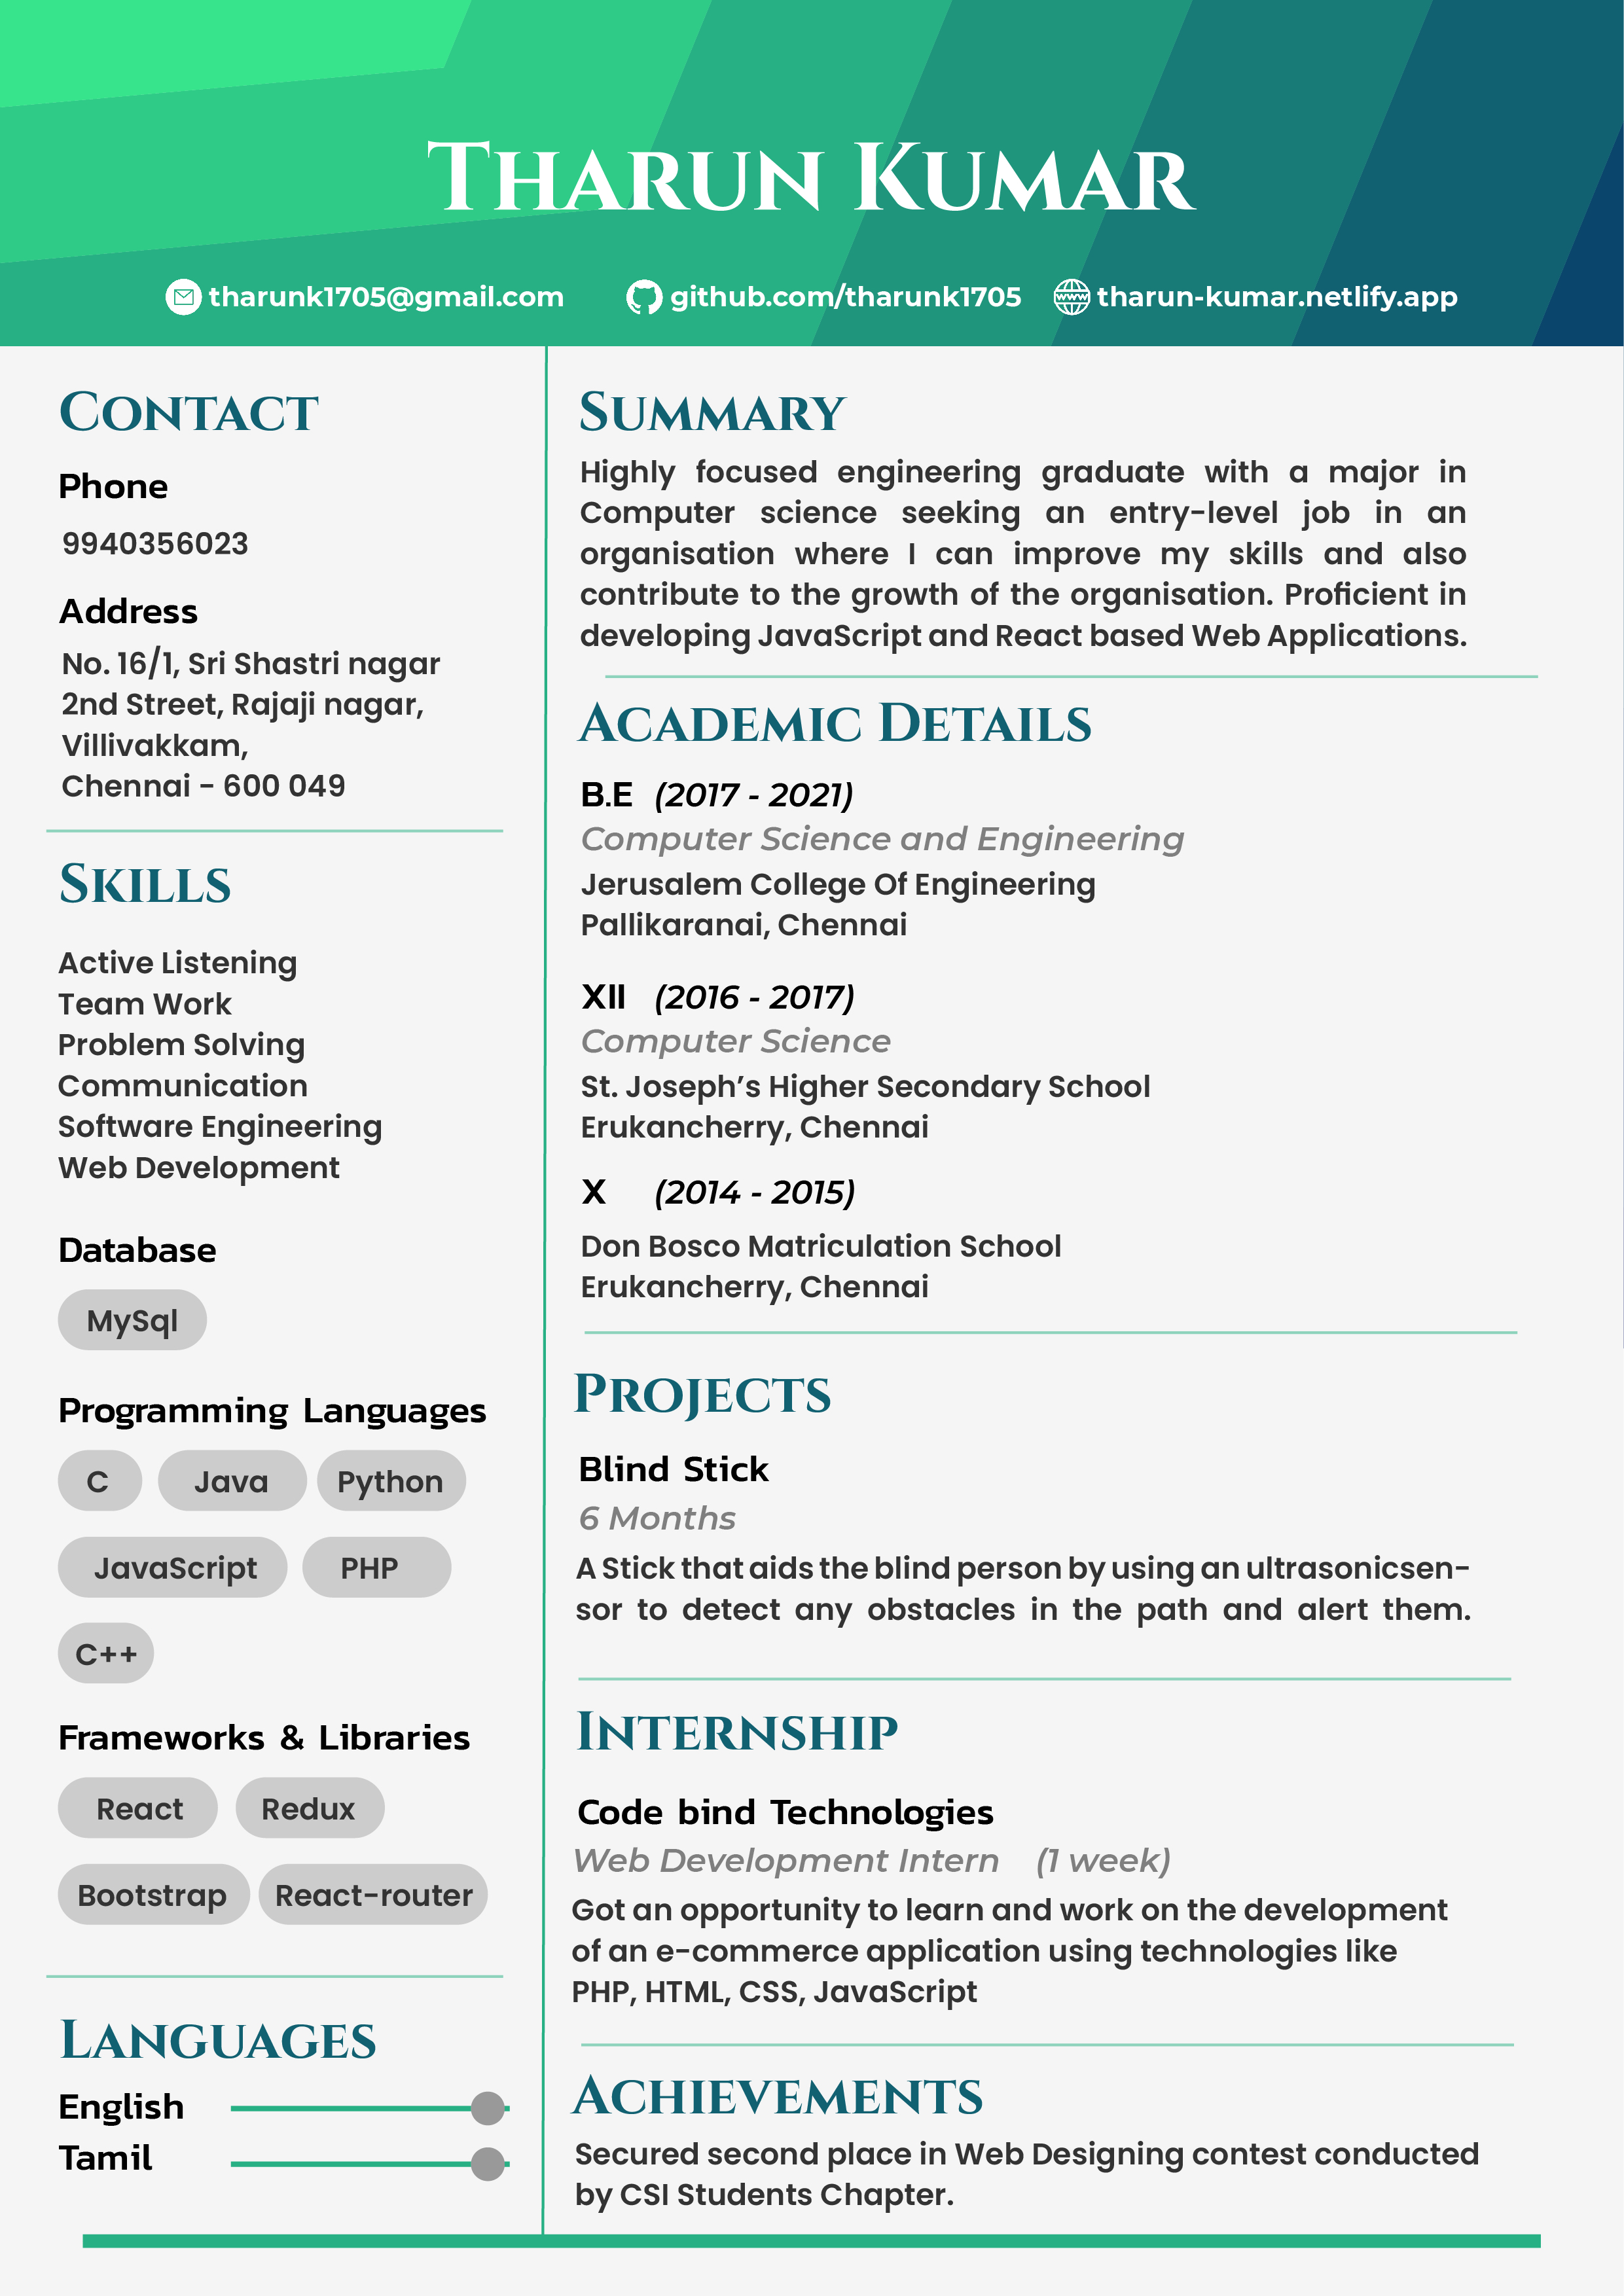 Tharun Kumar
tharunk1705@gmail.com
github.com/tharunk1705
www
tharun-kumar.netlify.app
Contact
Phone
9940356023
Address
No. 16/1, Sri Shastri nagar
2nd Street, Rajaji nagar,
Villivakkam,
Chennai - 600 049
Skills
Active Listening
Team Work
Problem Solving
Communication
Software Engineering
Web Development
Database
MySql
Programming Languages
C Java Python
JavaScript PHP
C++
Frameworks & Libraries
React Redux
Bootstrap React-router
Languages
English
Tamil
Summary
Highly focused engineering graduate with a major in
Computer science seeking an entry-level job in an
organisation where I can improve my skills and also
contribute to the growth of the organisation. Proficient in
developing JavaScript and React based Web Applications.
Academic Details
B.E (2017 - 2021)
Computer Science and Engineering
Jerusalem College Of Engineering
Pallikaranai, Chennai
XII (2016 - 2017)
Computer Science
St. Joseph’s Higher Secondary School
Erukancherry, Chennai
X (2014 - 2015)
Don Bosco Matriculation School
Erukancherry, Chennai
Projects
Blind Stick
6 Months
A Stick that aids the blind person by using an ultrasonicsen-
sor to detect any obstacles in the path and alert them.
Internship
Code bind Technologies
Web Development Intern (1 week)
Got an opportunity to learn and work on the development
of an e-commerce application using technologies like
PHP, HTML, CSS, JavaScript
Achievements
Secured second place in Web Designing contest conducted
by CSI Students Chapter.